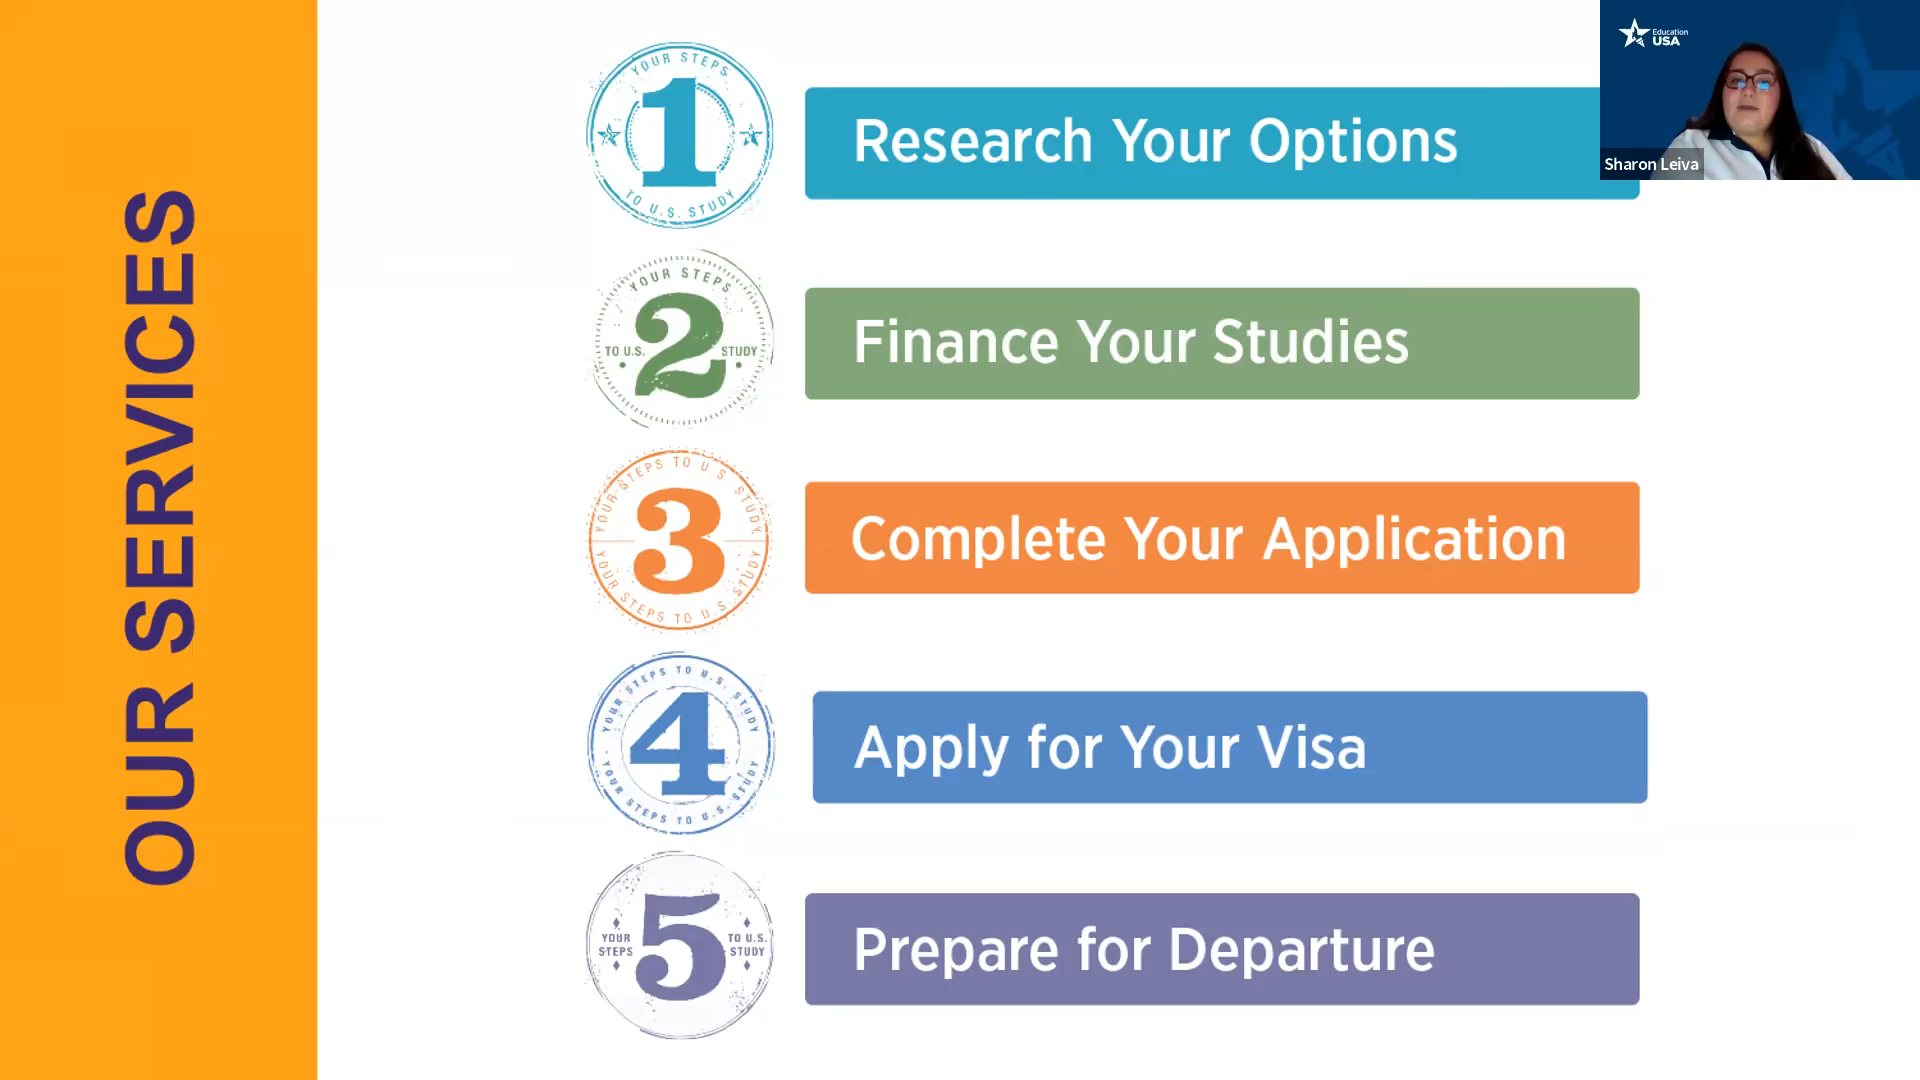 OUR SERVICES
YOUR STEPS
1
TO U.S. STUDY
Research Your Options
Education
USA
Sharon Leiva
YOUR STEPS
2
TO U.S. STUDY
Finance Your Studies
YOUR STEPS TO U.S. STUDY
3
YOUR STEPS TO U.S. STUDY
Complete Your Application
YOUR STEPS TO U.S. STUDY
4
YOUR STEPS TO U.S. STUDY
Apply for Your Visa
YOUR STEPS
5
TO U.S. STUDY
Prepare for Departure